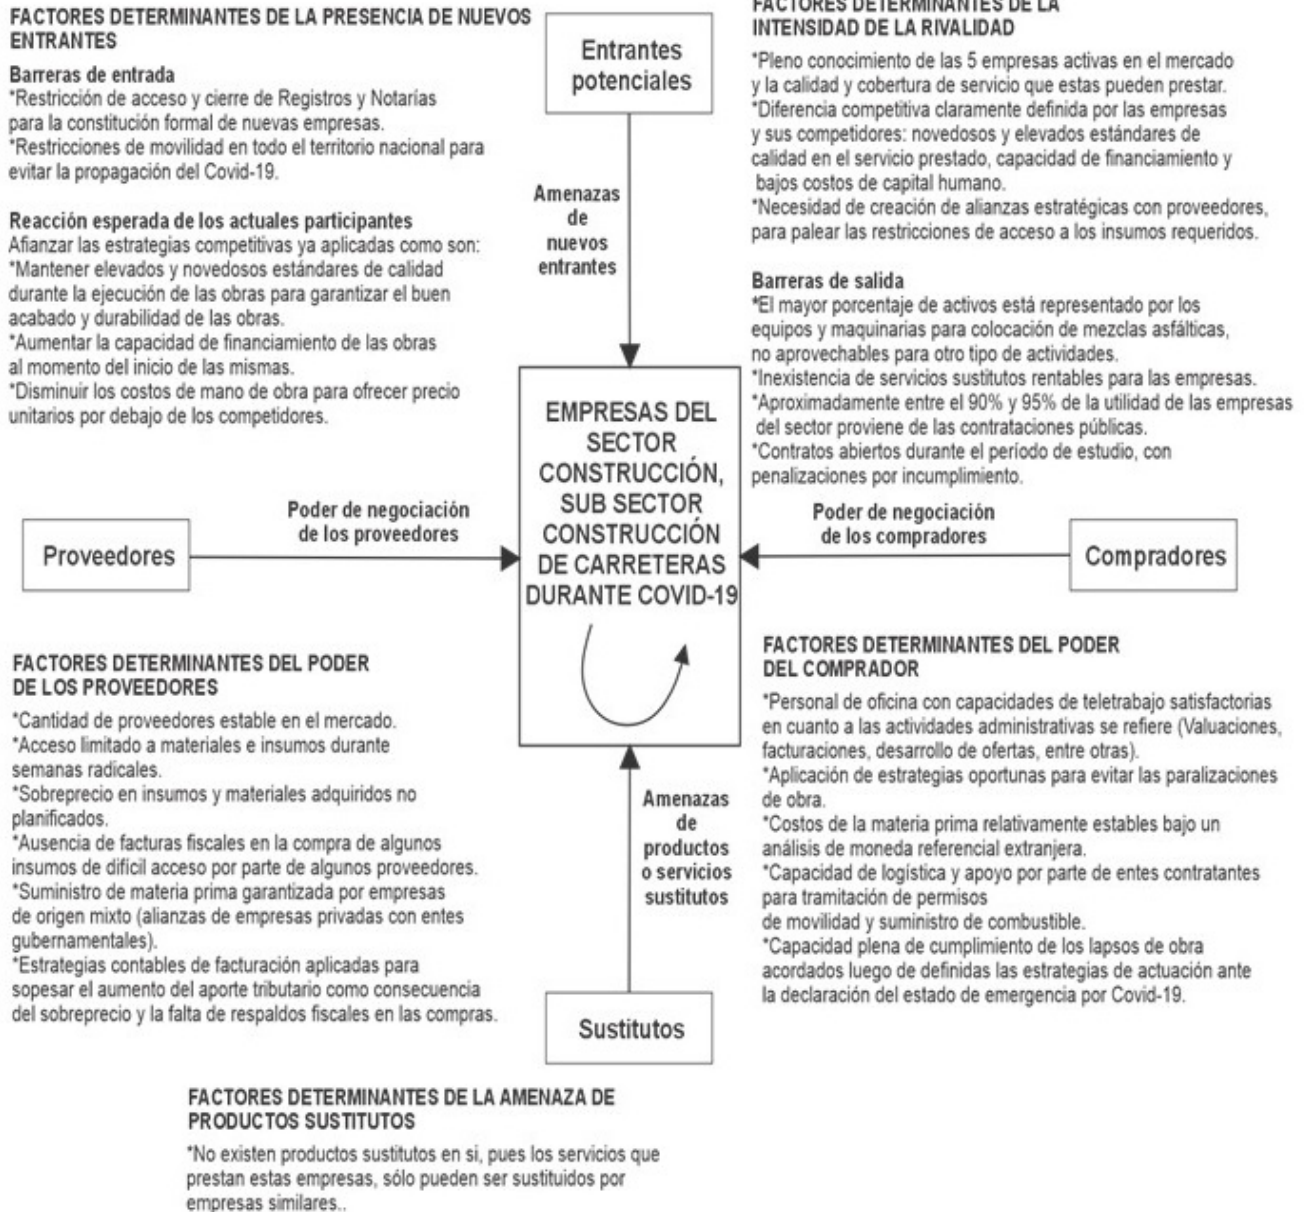 FACTORES DETERMINANTES DE LA PRESENCIA DE NUEVOS
ENTRANTES
Barreras de entrada
*Restricción de acceso y cierre de Registros y Notarías
para la constitución formal de nuevas empresas.
*Restricciones de movilidad en todo el territorio nacional para
evitar la propagación del Covid-19.
Reacción esperada de los actuales participantes
Afianzar las estrategias competitivas ya aplicadas como son:
*Mantener elevados y novedosos estándares de calidad
durante la ejecución de las obras para garantizar el buen
acabado y durabilidad de las obras.
*Aumentar la capacidad de financiamiento de las obras
al momento del inicio de las mismas.
*Disminuir los costos de mano de obra para ofrecer precio
unitarios por debajo de los competidores.
Entrantes
potenciales
Amenazas
de
nuevos
entrantes
FACTORES DETERMINANTES DE LA
INTENSIDAD DE LA RIVALIDAD
*Pleno conocimiento de las 5 empresas activas en el mercado
y la calidad y cobertura de servicio que estas pueden prestar.
*Diferencia competitiva claramente definida por las empresas
y sus competidores: novedosos y elevados estándares de
calidad en el servicio prestado, capacidad de financiamiento y
bajos costos de capital humano.
*Necesidad de creación de alianzas estratégicas con proveedores,
para palear las restricciones de acceso a los insumos requeridos.
Barreras de salida
*El mayor porcentaje de activos está representado por los
equipos y maquinarias para colocación de mezclas asfálticas,
no aprovechables para otro tipo de actividades.
*Inexistencia de servicios sustitutos rentables para las empresas.
*Aproximadamente entre el 90% y 95% de la utilidad de las empresas
del sector proviene de las contrataciones públicas.
*Contratos abiertos durante el período de estudio, con
penalizaciones por incumplimiento.
Proveedores
Poder de negociación
de los proveedores
EMPRESAS DEL
SECTOR
CONSTRUCCIÓN,
SUB SECTOR
CONSTRUCCIÓN
DE CARRETERAS
DURANTE COVID-19
Poder de negociación
de los compradores
Compradores
FACTORES DETERMINANTES DEL PODER
DE LOS PROVEEDORES
*Cantidad de proveedores estable en el mercado.
*Acceso limitado a materiales e insumos durante
semanas radicales.
*Sobreprecio en insumos y materiales adquiridos no
planificados.
*Ausencia de facturas fiscales en la compra de algunos
insumos de difícil acceso por parte de algunos proveedores.
*Suministro de materia prima garantizada por empresas
de origen mixto (alianzas de empresas privadas con entes
gubernamentales).
*Estrategias contables de facturación aplicadas para
sopesar el aumento del aporte tributario como consecuencia
del sobreprecio y la falta de respaldos fiscales en las compras.
Amenazas
de
productos
o servicios
sustitutos
Sustitutos
FACTORES DETERMINANTES DEL PODER
DEL COMPRADOR
*Personal de oficina con capacidades de teletrabajo satisfactorias
en cuanto a las actividades administrativas se refiere (Valuaciones,
facturaciones, desarrollo de ofertas, entre otras).
*Aplicación de estrategias oportunas para evitar las paralizaciones
de obra.
*Costos de la materia prima relativamente estables bajo un
análisis de moneda referencial extranjera.
*Capacidad de logística y apoyo por parte de entes contratantes
para tramitación de permisos
de movilidad y suministro de combustible.
*Capacidad plena de cumplimiento de los lapsos de obra
acordados luego de definidas las estrategias de actuación ante
la declaración del estado de emergencia por Covid-19.
FACTORES DETERMINANTES DE LA AMENAZA DE
PRODUCTOS SUSTITUTOS
*No existen productos sustitutos en si, pues los servicios que
prestan estas empresas, sólo pueden ser sustituidos por
empresas similares..